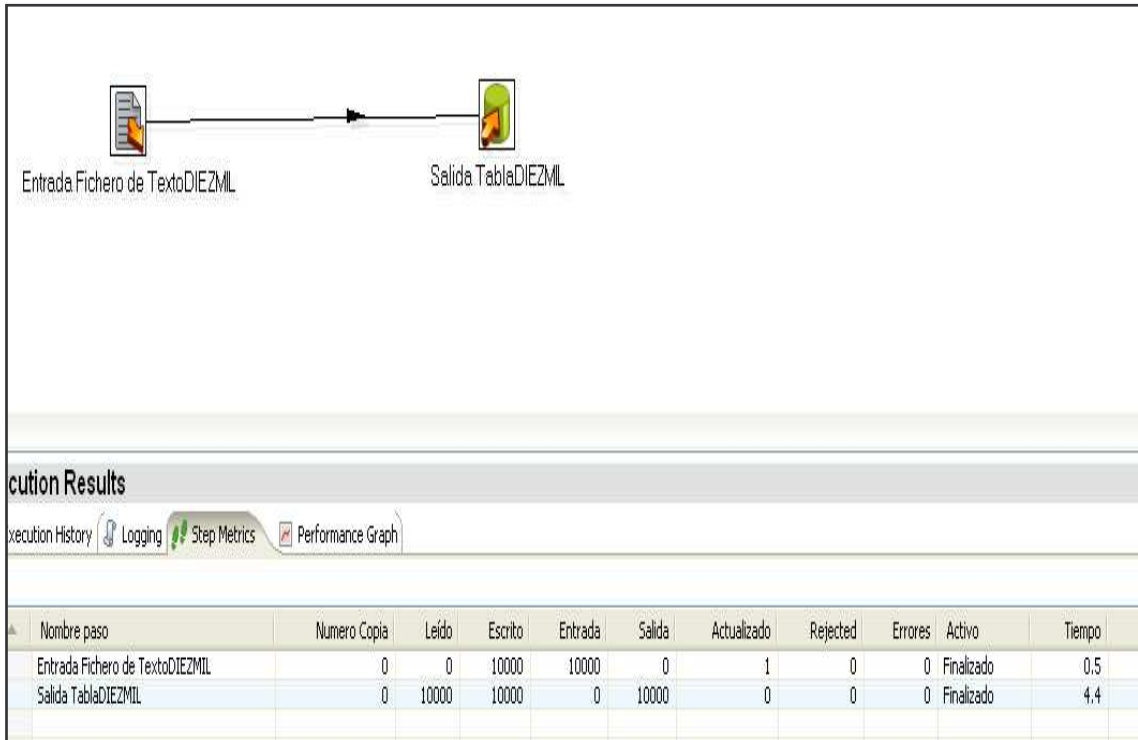 Entrada Fichero de TextoDIEZMIL
Salida TablaDIEZMIL
cution Results
xecution History Logging Step Metrics Performance Graph
Nombre paso Numero Copia Leído Escrito Entrada Salida Actualizado Rejected Errores Activo Tiempo
Entrada Fichero de TextoDIEZMIL 0 0 10000 10000 0 1 0 0 Finalizado 0.5
Salida TablaDIEZMIL 0 10000 10000 0 10000 0 0 0 Finalizado 4.4